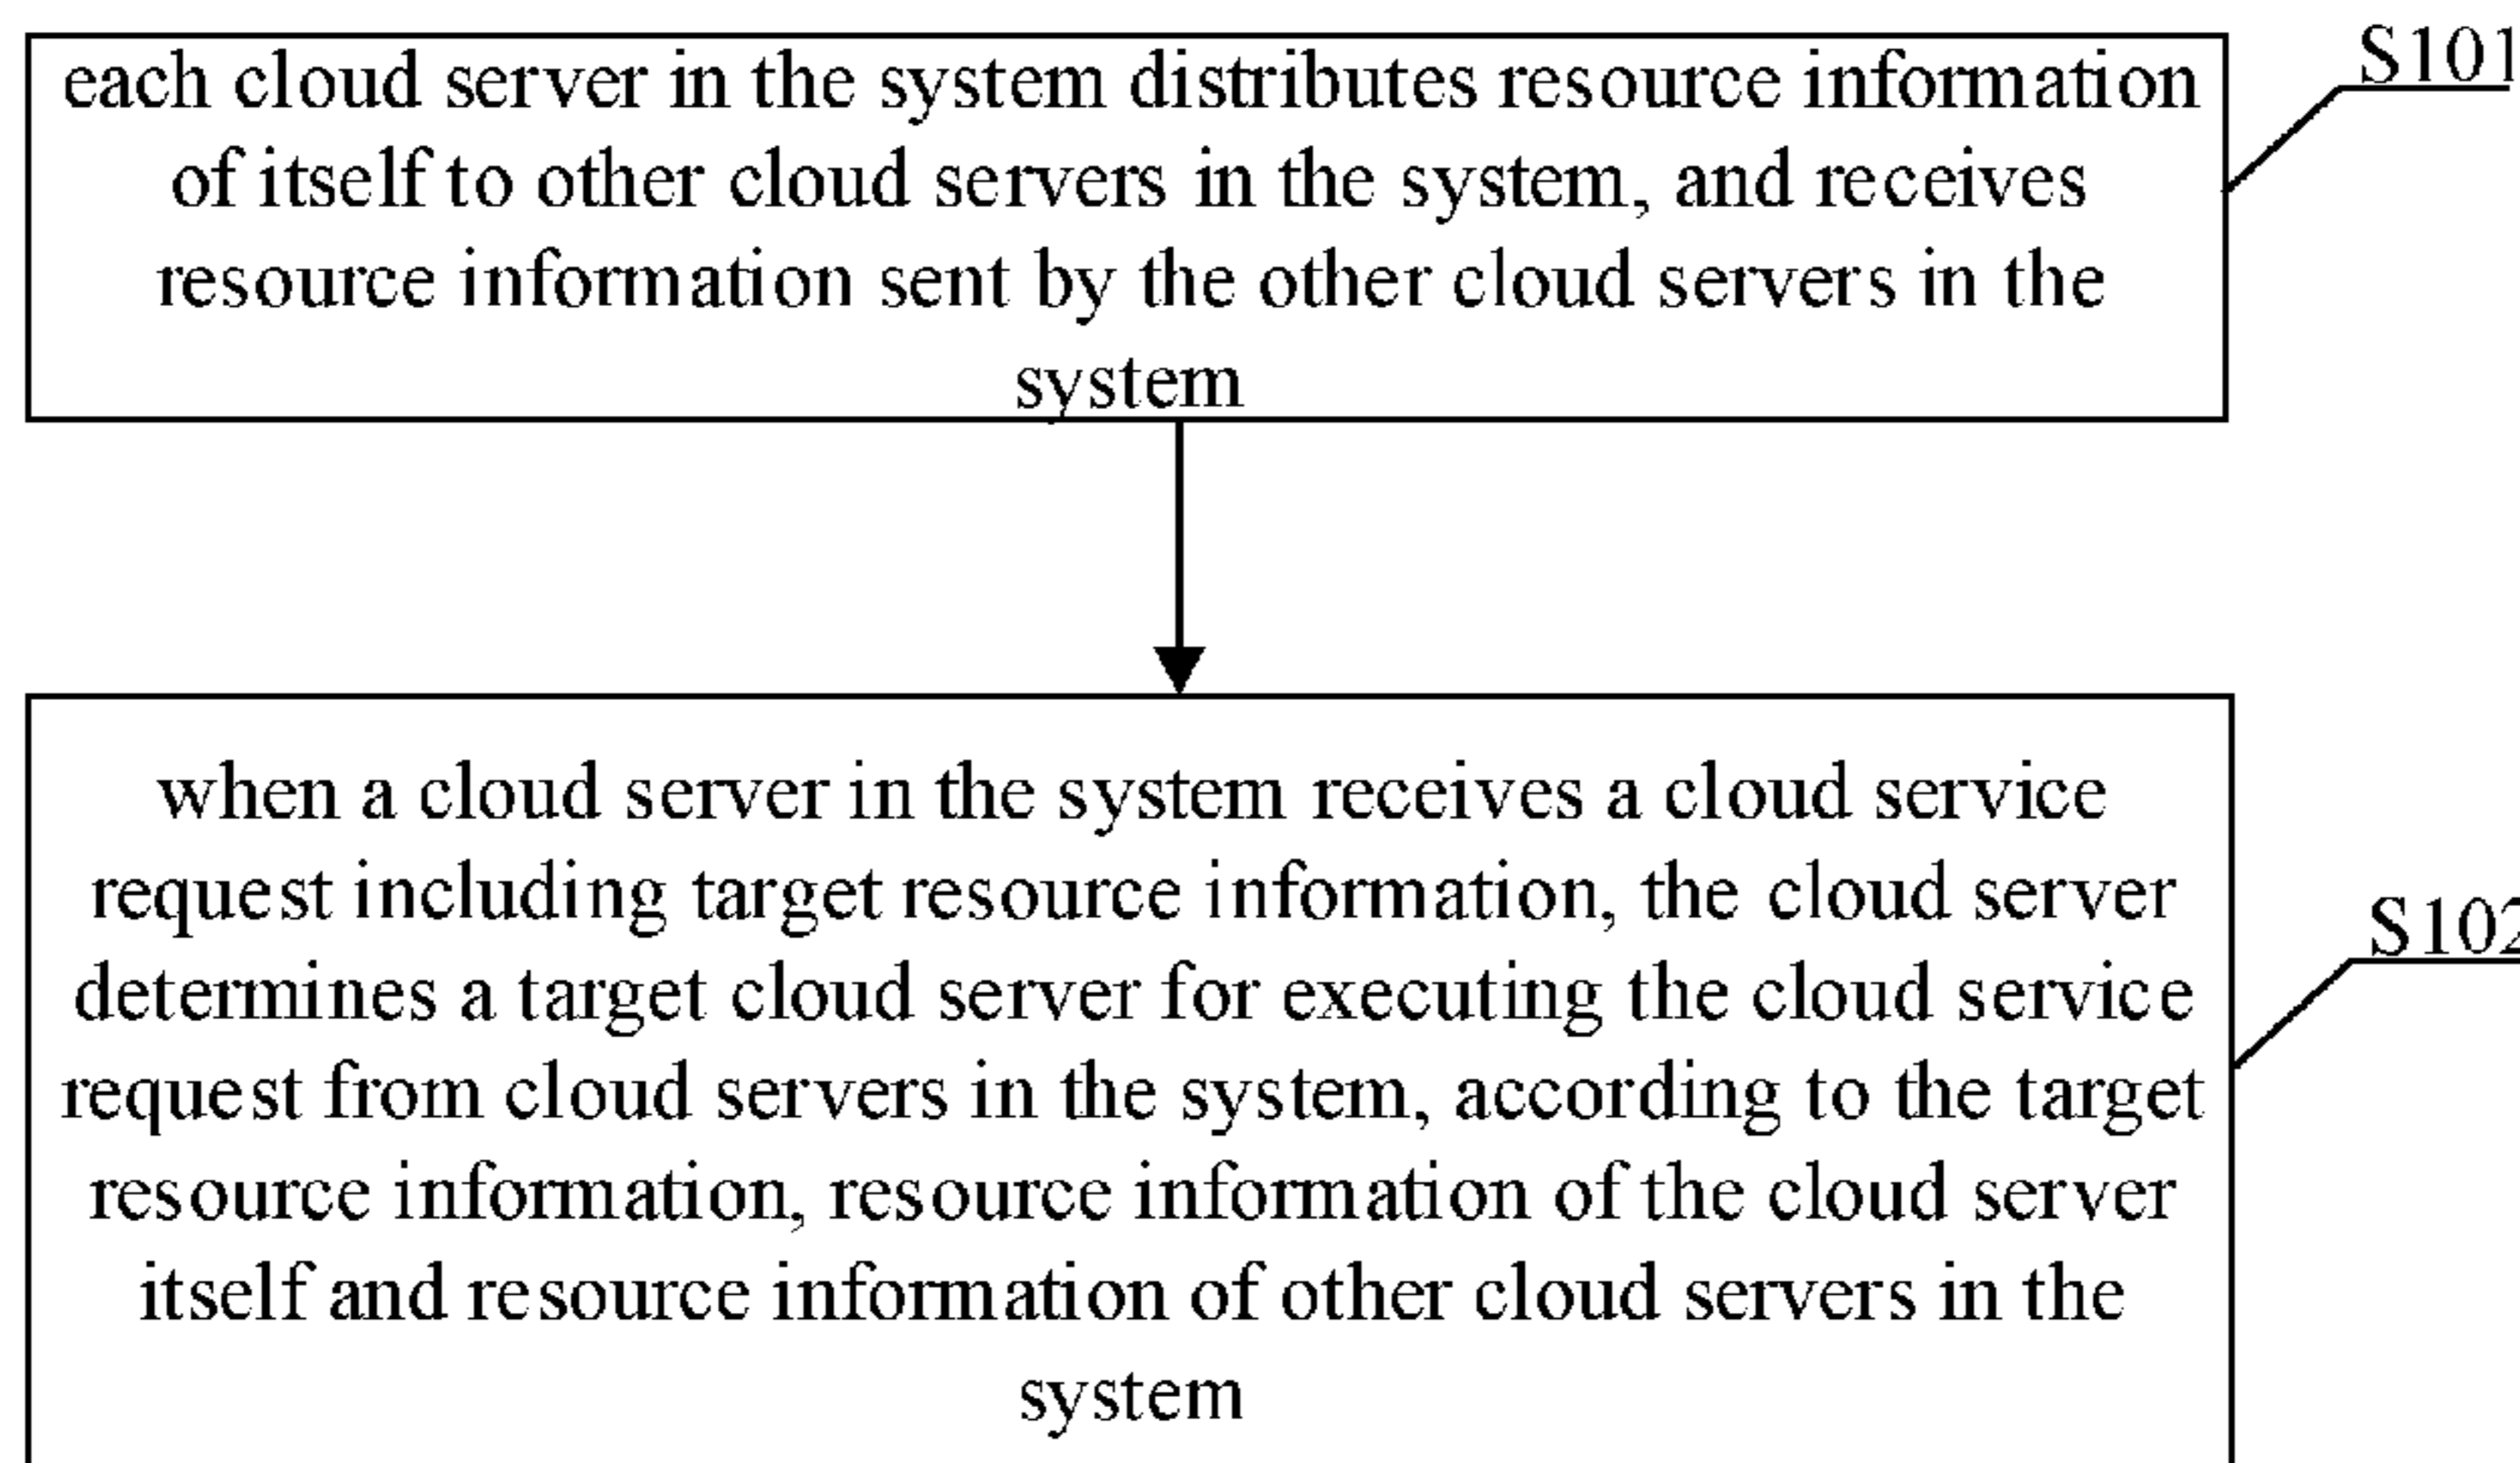 each cloud server in the system distributes resource information
of itself to other cloud servers in the system, and receives
resource information sent by the other cloud servers in the
system
S101
when a cloud server in the system receives a cloud service
request including target resource information, the cloud server
determines a target cloud server for executing the cloud service
request from cloud servers in the system, according to the target
resource information, resource information of the cloud server
itself and resource information of other cloud servers in the
system
S102